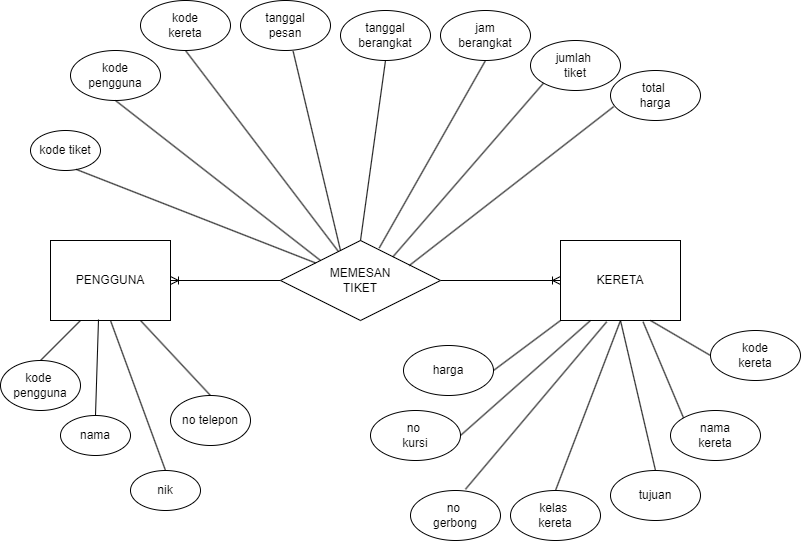 kode
kereta
tanggal
pesan
tanggal
berangkat
jam
berangkat
kode
pengguna
jumlah
tiket
total
harga
kode tiket
PENGGUNA
MEMESAN
TIKET
KERETA
kode
pengguna
nama
nik
no telepon
harga
no
kursi
no
gerbong
kelas
kereta
tujuan
nama
kereta
kode
kereta